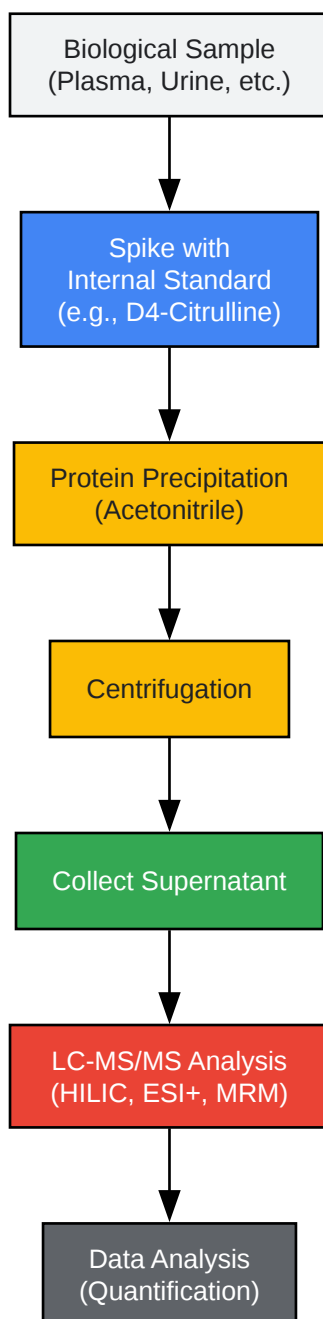 Biological Sample
(Plasma, Urine, etc.)
Spike with
Internal Standard
(e.g., D4-Citrulline)
Protein Precipitation
(Acetonitrile)
Centrifugation
Collect Supernatant
LC-MS/MS Analysis
(HILIC, ESI+, MRM)
Data Analysis
(Quantification)